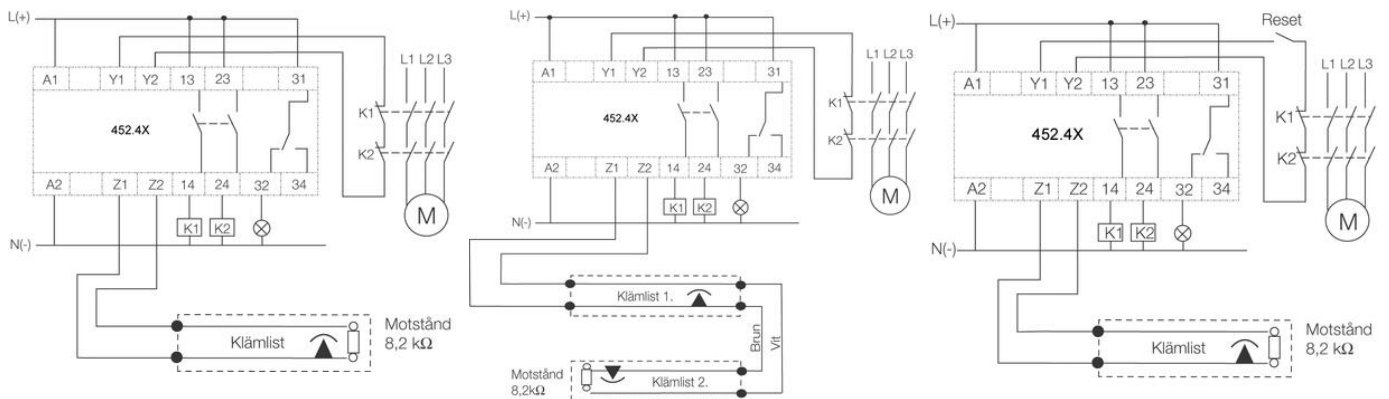 L(+)
A1 Y1 Y2 13 23 31
L1 L2 L3
K1
452.4X
K2
A2 Z1 Z2 14 24 32 34
K1 K2
M
N(-)
Klämlist
Motstånd
8,2 kΩ
L(+)
A1 Y1 Y2 13 23 31
L1 L2 L3
K1
452.4X
K2
A2 Z1 Z2 14 24 32 34
K1 K2
M
N(-)
Klämlist 1.
Brun
Vit
Motstånd
8,2kΩ
Klämlist 2.
L(+)
Reset
A1 Y1 Y2 13 23 31
L1 L2 L3
K1
452.4X
K2
A2 Z1 Z2 14 24 32 34
K1 K2
M
N(-)
Klämlist
Motstånd
8,2 kΩ